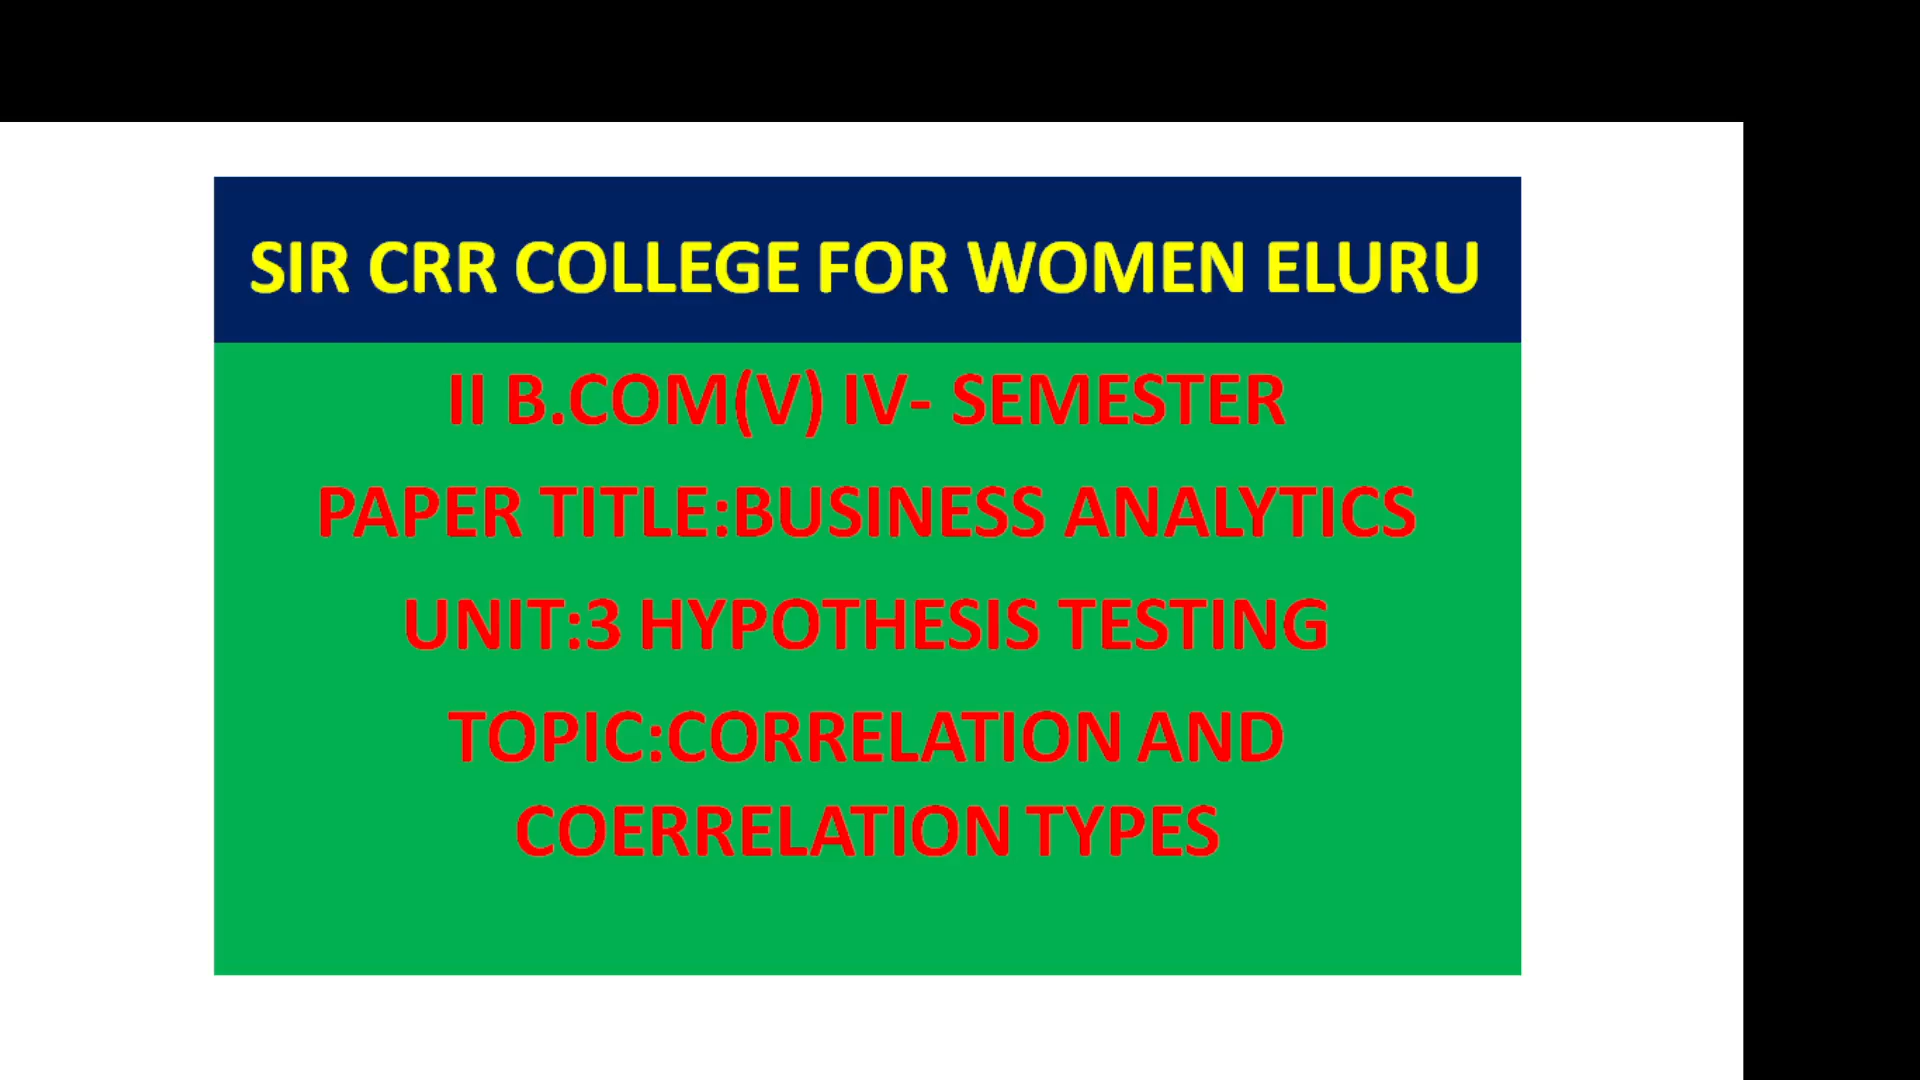 SIR CRR COLLEGE FOR WOMEN ELURU
II B.COM(V) IV- SEMESTER
PAPER TITLE:BUSINESS ANALYTICS
UNIT:3 HYPOTHESIS TESTING
TOPIC:CORRELATION AND
COERRELATION TYPES